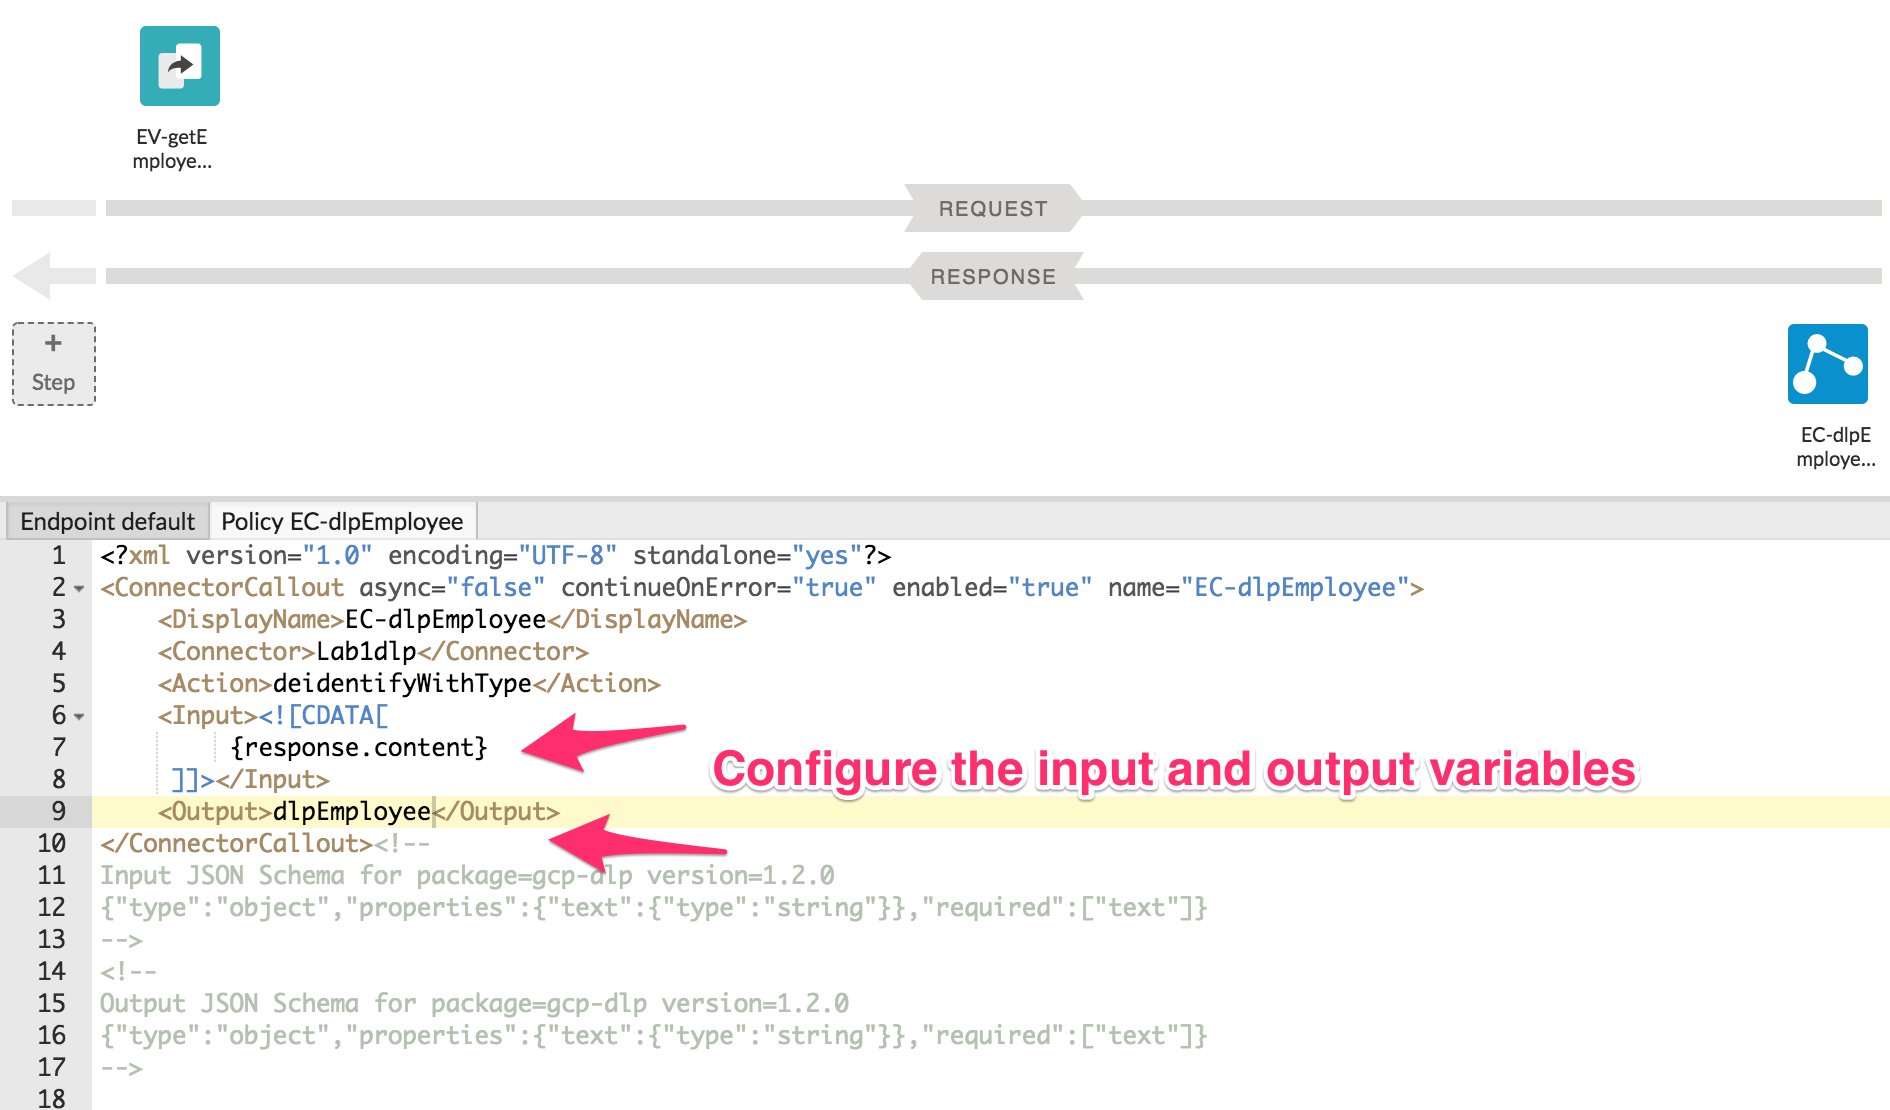 EV-getE
mploye...
REQUEST
RESPONSE
+
Step
EC-dlpE
mploye...
Endpoint default
Policy EC-dlpEmployee
1 <?xml version="1.0" encoding="UTF-8" standalone="yes"?>
2 <ConnectorCallout async="false" continueOnError="true" enabled="true" name="EC-dlpEmployee">
3 <DisplayName>EC-dlpEmployee</DisplayName>
4 <Connector>Lab1dlp</Connector>
5 <Action>deidentifyWithType</Action>
6 <Input><![CDATA[
7 {response.content}
Configure the input and output variables
8 ]]></Input>
9 <Output>dlpEmployee</Output>
10 </ConnectorCallout><!--
11 Input JSON Schema for package=gcp-dlp version=1.2.0
12 {"type":"object","properties":{"text":{"type":"string"}},"required":["text"]}
13 -->
14 <!--
15 Output JSON Schema for package=gcp-dlp version=1.2.0
16 {"type":"object","properties":{"text":{"type":"string"}},"required":["text"]}
17 -->
18